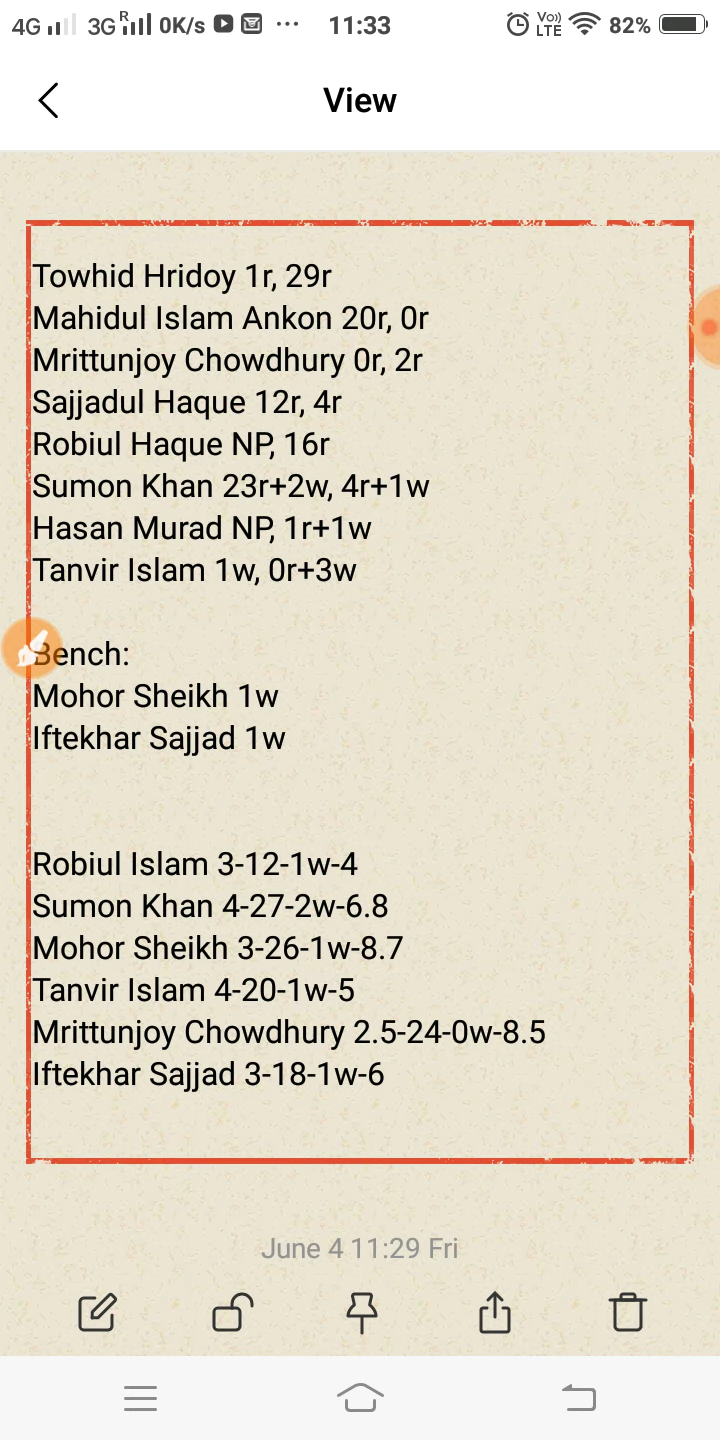 4G 3G R 0K/s ... 11:33 Vo)) LTE 82%
View
Towhid Hridoy 1r, 29r
Mahidul Islam Ankon 20r, 0r
Mrittunjoy Chowdhury 0r, 2r
Sajjadul Haque 12r, 4r
Robiul Haque NP, 16r
Sumon Khan 23r+2w, 4r+1w
Hasan Murad NP, 1r+1w
Tanvir Islam 1w, 0r+3w
Bench:
Mohor Sheikh 1w
Iftekhar Sajjad 1w
Robiul Islam 3-12-1w-4
Sumon Khan 4-27-2w-6.8
Mohor Sheikh 3-26-1w-8.7
Tanvir Islam 4-20-1w-5
Mrittunjoy Chowdhury 2.5-24-0w-8.5
Iftekhar Sajjad 3-18-1w-6
June 4 11:29 Fri